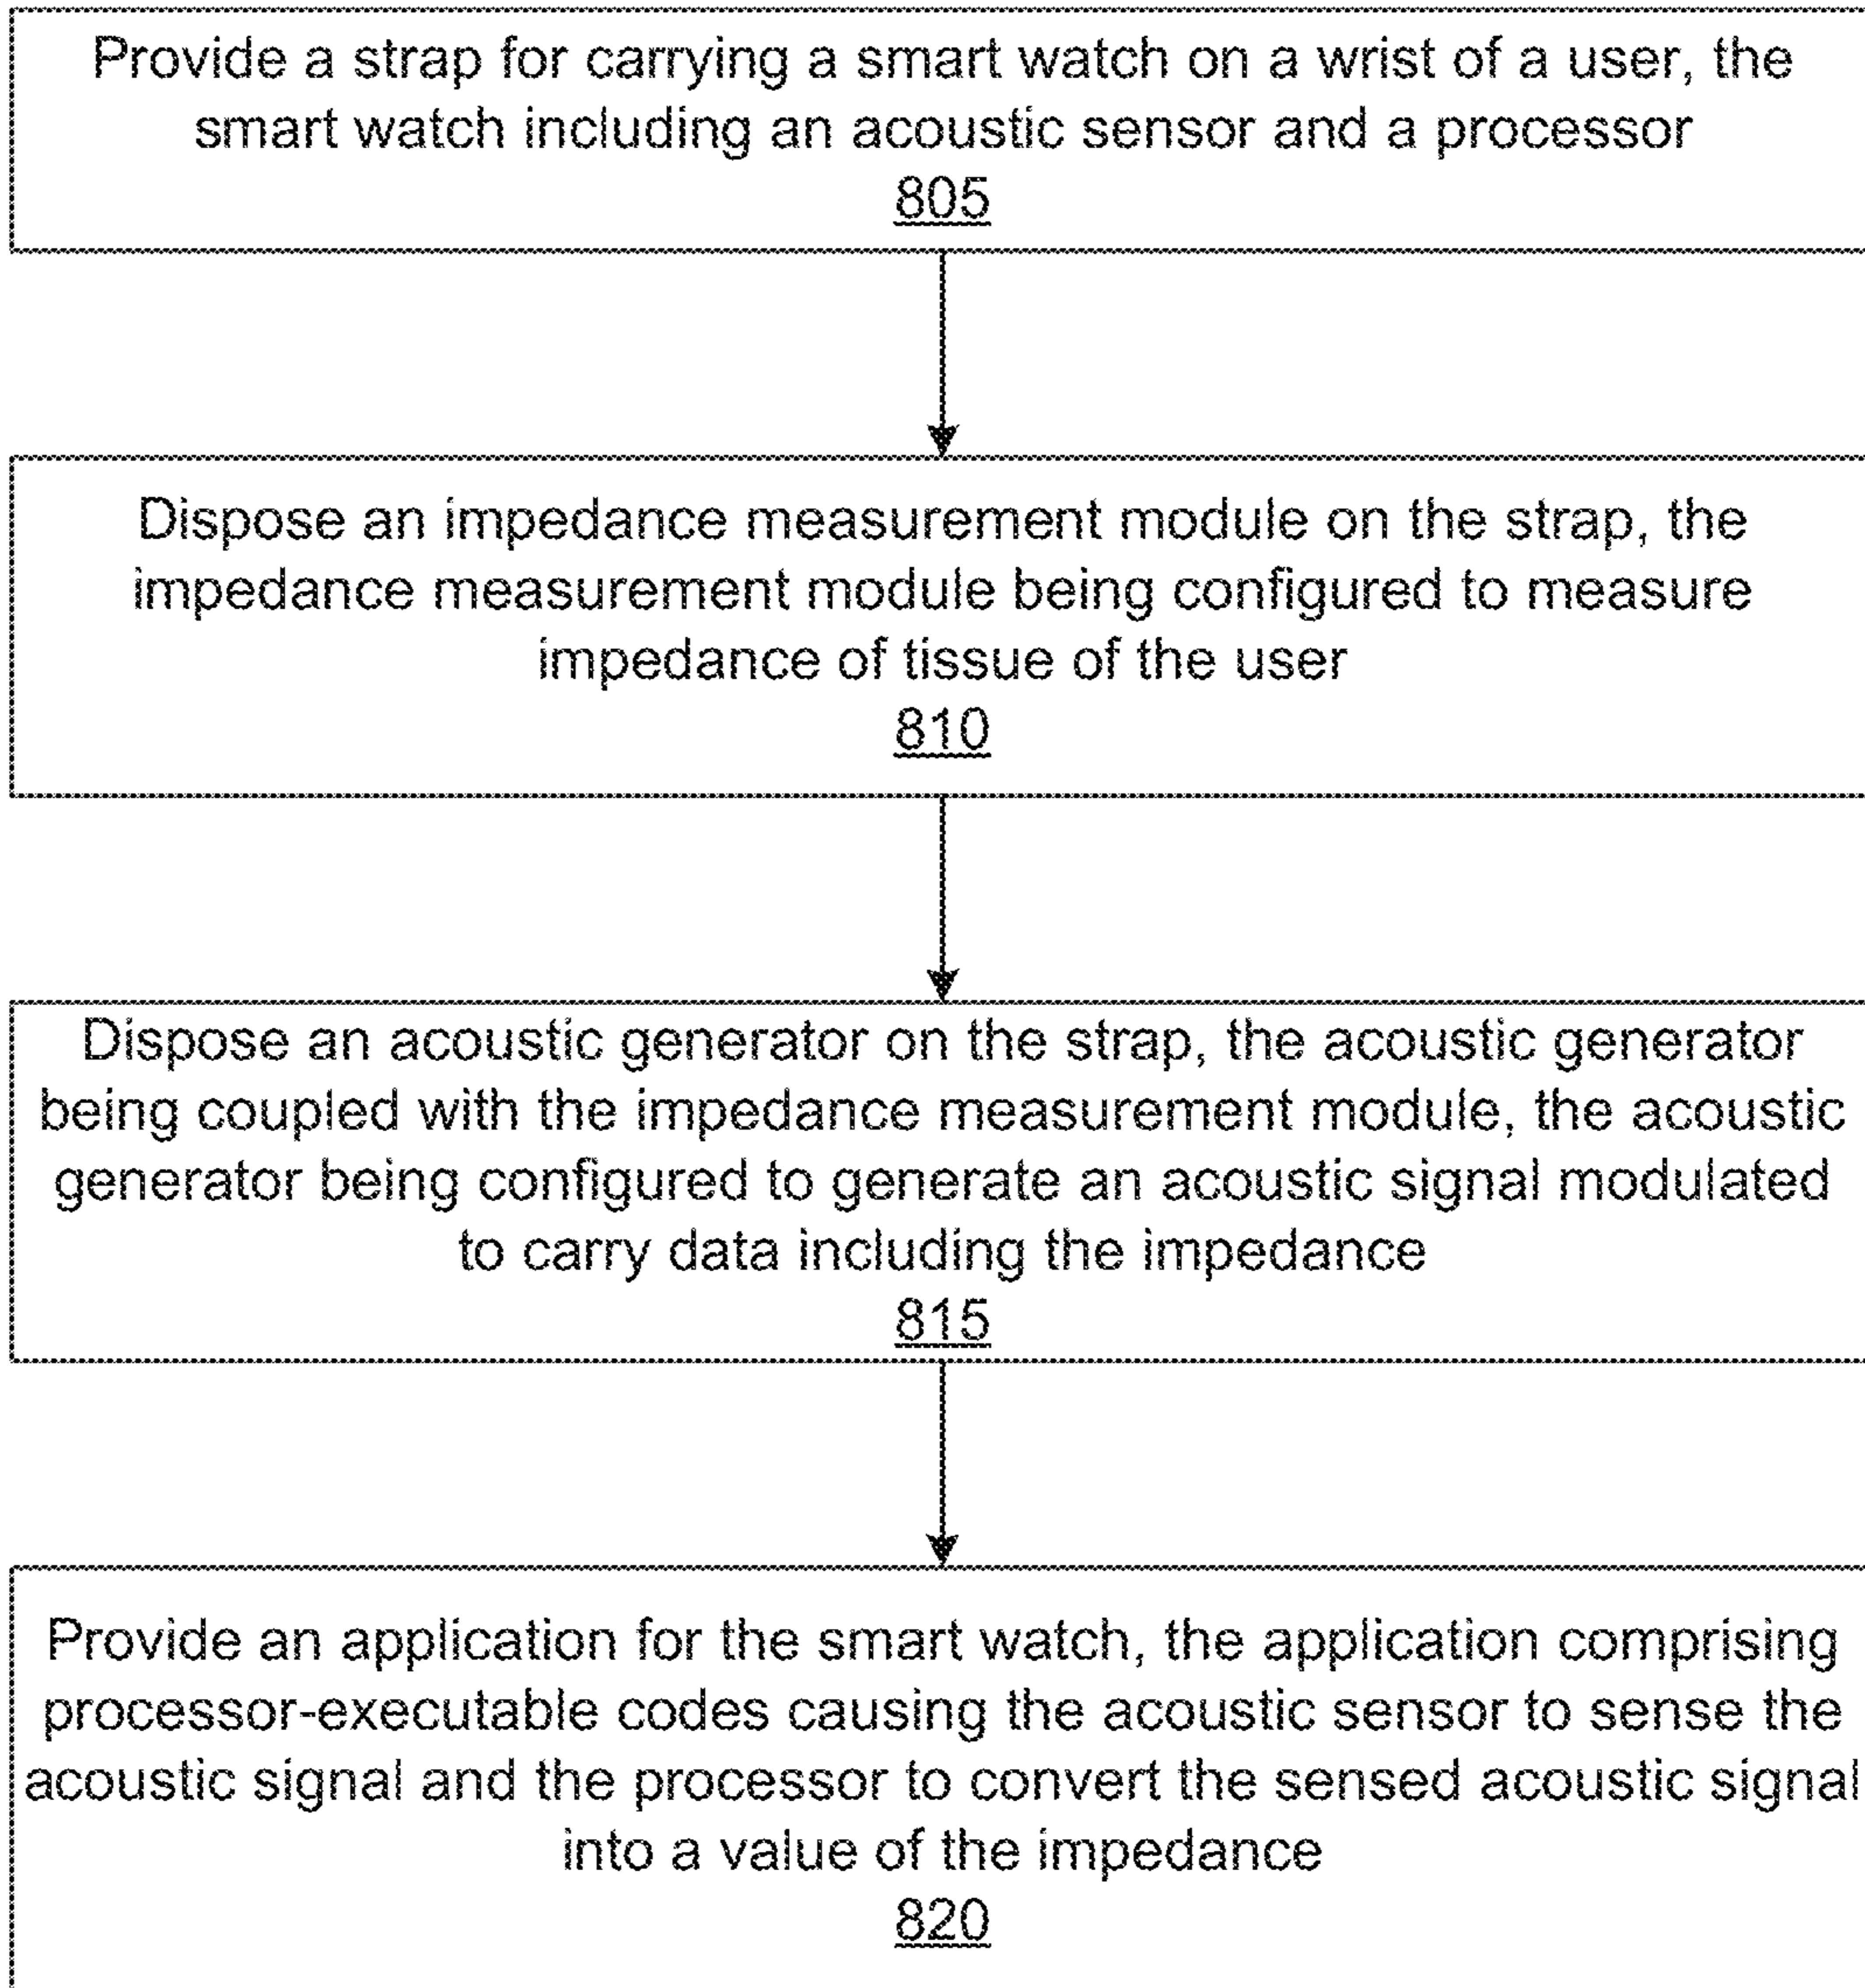 Provide a strap for carrying a smart watch on a wrist of a user, the
smart watch including an acoustic sensor and a processor
805
Dispose an impedance measurement module on the strap, the
impedance measurement module being configured to measure
impedance of tissue of the user
810
Dispose an acoustic generator on the strap, the acoustic generator
being coupled with the impedance measurement module, the acoustic
generator being configured to generate an acoustic signal modulated
to carry data including the impedance
815
Provide an application for the smart watch, the application comprising
processor-executable codes causing the acoustic sensor to sense the
acoustic signal and the processor to convert the sensed acoustic signal
into a value of the impedance
820